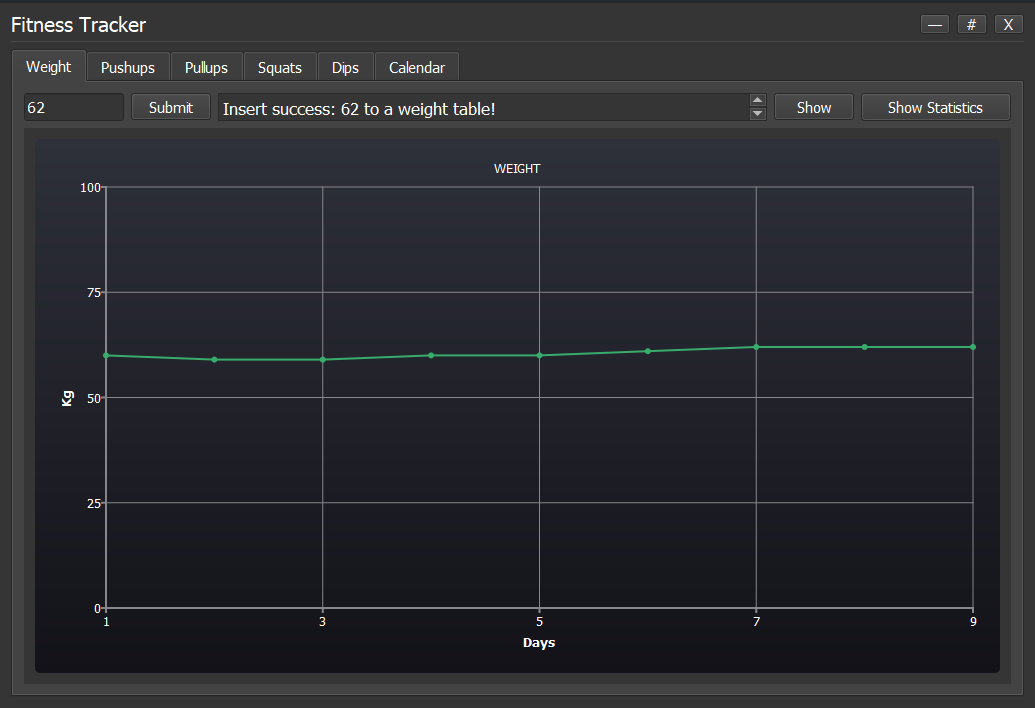 Fitness Tracker
— # X
Weight Pushups Pullups Squats Dips Calendar
62 Submit Insert success: 62 to a weight table! Show Show Statistics
WEIGHT
100
75
50
25
0
Kg
1 3 5 7 9
Days